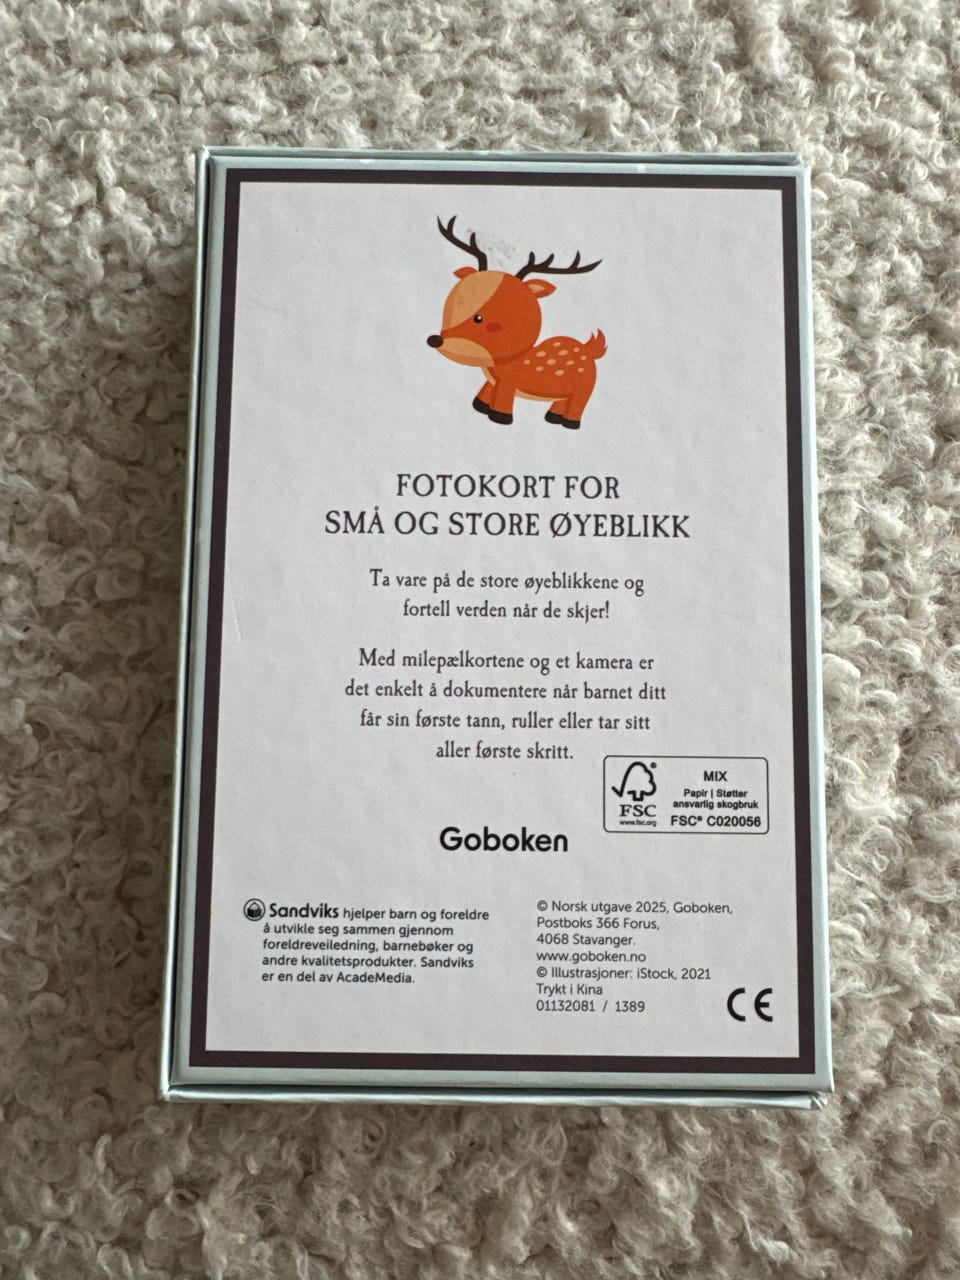 FOTOKORT FOR
SMÅ OG STORE ØYEBLIKK
Ta vare på de store øyeblikkene og
fortell verden når de skjer!
Med milepælkortene og et kamera er
det enkelt å dokumentere når barnet ditt
får sin første tann, ruller eller tar sitt
aller første skritt.
FSC®
www.fsc.org
MIX
Papir | Støtter
ansvarlig skogbruk
FSC® C020056
Goboken
Sandviks hjelper barn og foreldre
å utvikle seg sammen gjennom
foreldreveiledning, barnebøker og
andre kvalitetsprodukter. Sandviks
er en del av AcadeMedia.
© Norsk utgave 2025, Goboken,
Postboks 366 Forus,
4068 Stavanger.
www.goboken.no
© Illustrasjoner: iStock, 2021
Trykt i Kina
01132081 / 1389
CE